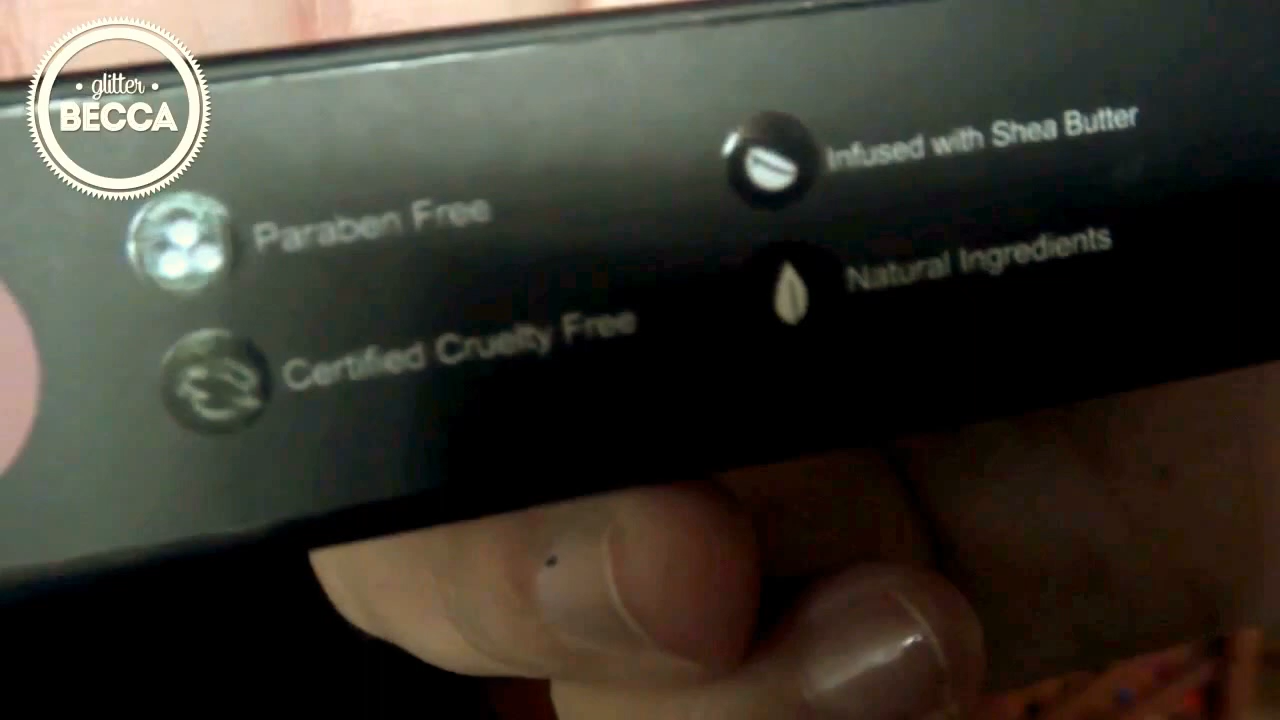 glitter
BECCA
Paraben Free
Certified Cruelty Free
Infused with Shea Butter
Natural Ingredients